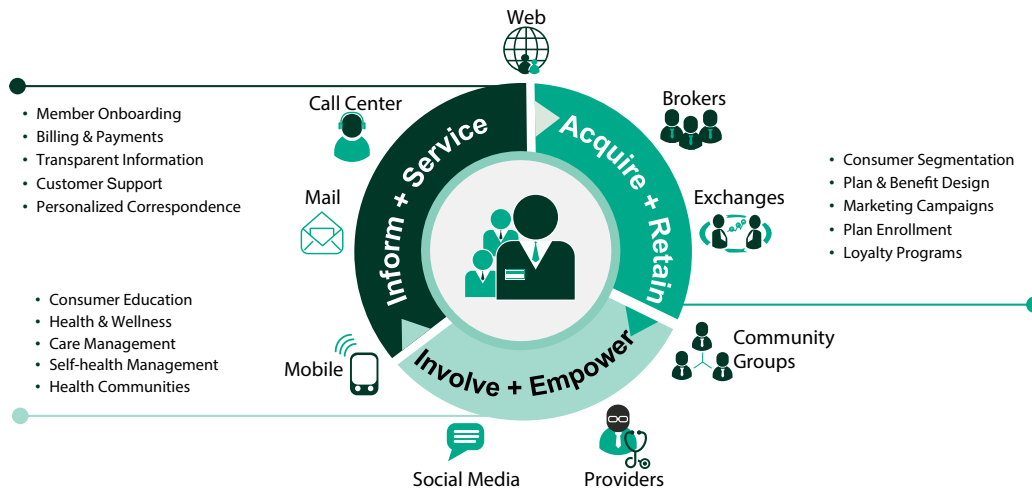 Web
Call Center
Brokers
Mail
Exchanges
Mobile
Community
Groups
Social Media
Providers
Inform + Service
Acquire + Retain
Involve + Empower
• Member Onboarding
• Billing & Payments
• Transparent Information
• Customer Support
• Personalized Correspondence
• Consumer Segmentation
• Plan & Benefit Design
• Marketing Campaigns
• Plan Enrollment
• Loyalty Programs
• Consumer Education
• Health & Wellness
• Care Management
• Self-health Management
• Health Communities